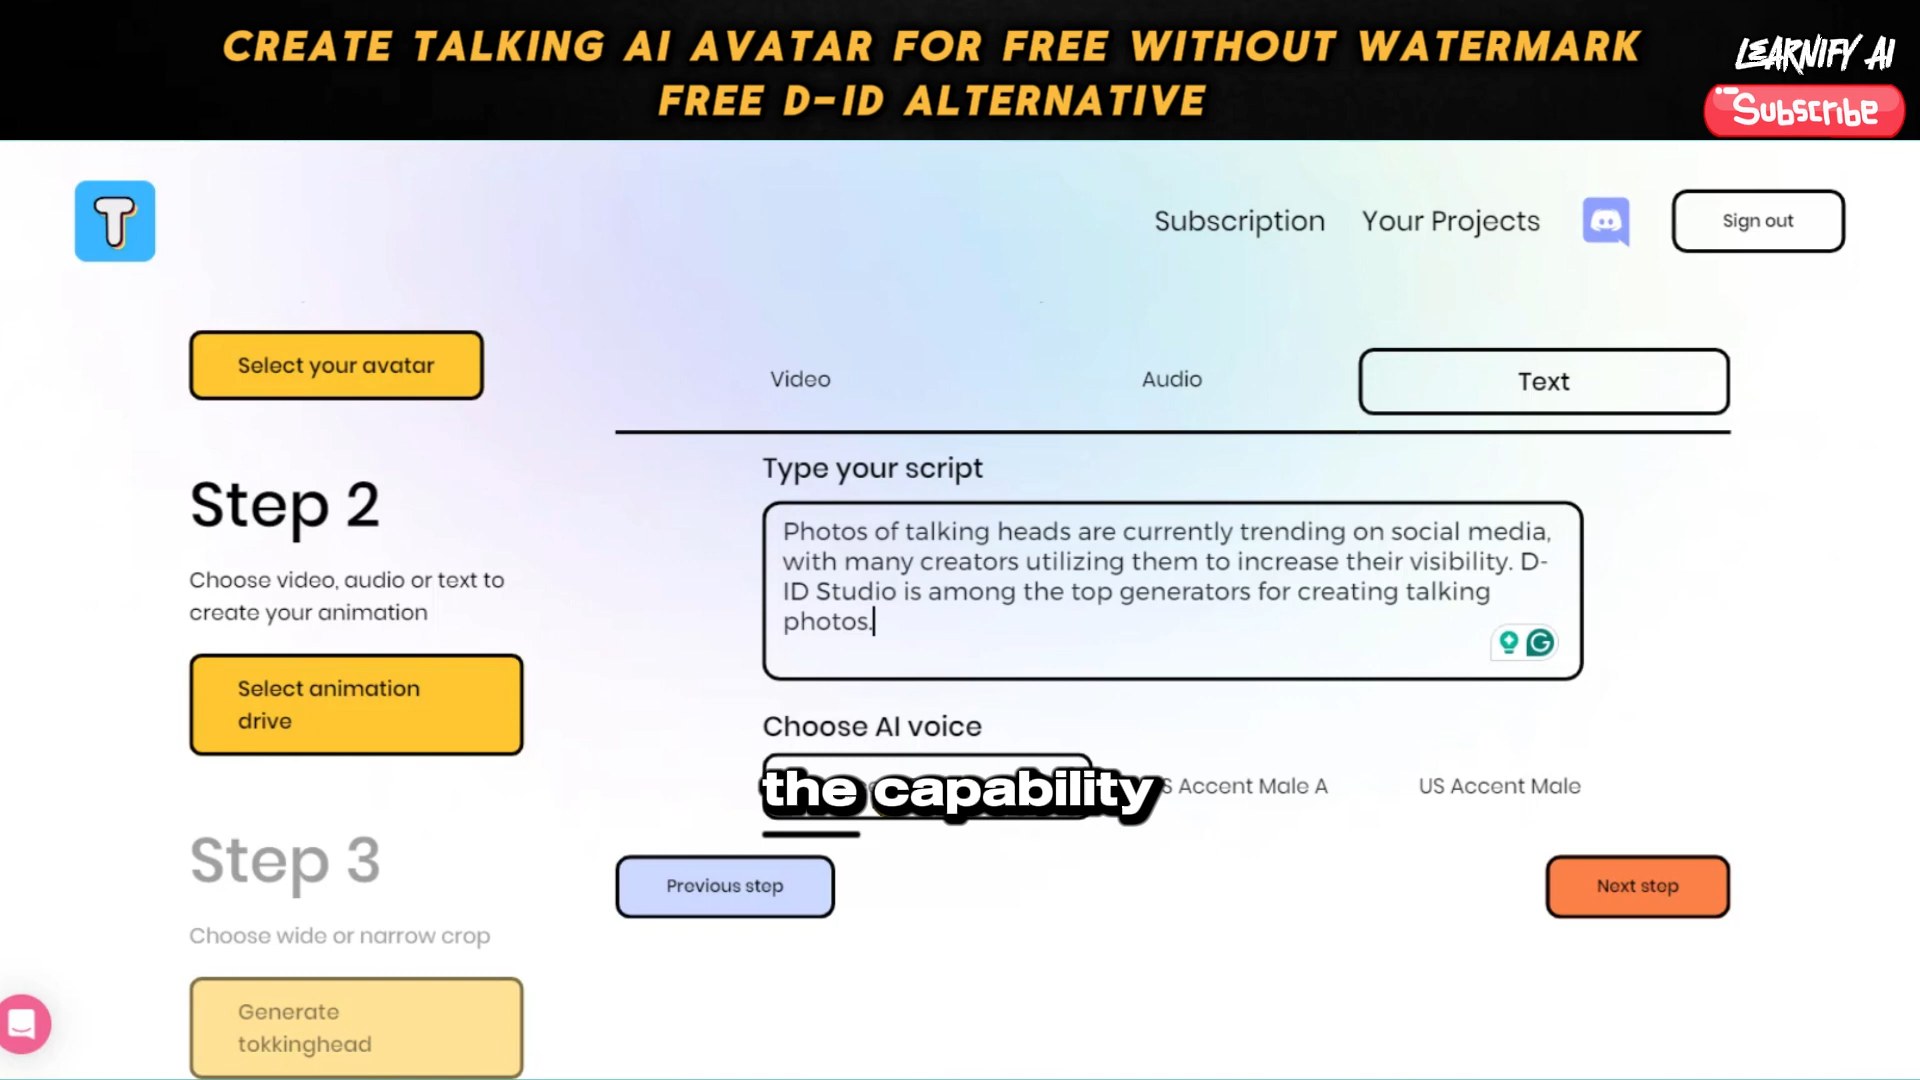 CREATE TALKING AI AVATAR FOR FREE WITHOUT WATERMARK
FREE D-ID ALTERNATIVE
LEARNIFY AI
Subscribe
T
Subscription
Your Projects
Sign out
Select your avatar
Video
Audio
Text
Type your script
Step 2
Photos of talking heads are currently trending on social media,
with many creators utilizing them to increase their visibility. D-
ID Studio is among the top generators for creating talking
photos.
Choose video, audio or text to
create your animation
Select animation
drive
Choose AI voice
the capability
Accent Male A
US Accent Male
Step 3
Previous step
Next step
Choose wide or narrow crop
Generate
tokkinghead